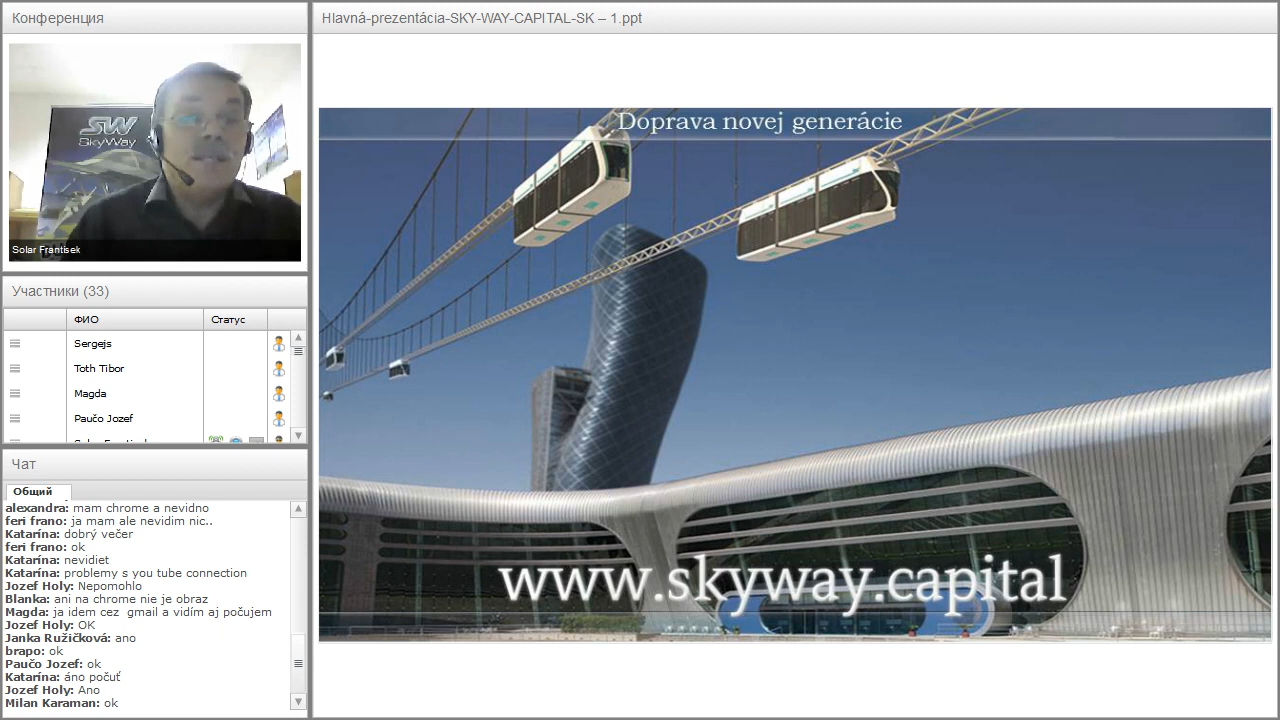 Конференция
SW
SkyWay
Solar Frantisek
Участники (33)
ФИО Статус
Sergejs
Toth Tibor
Magda
Paučo Jozef
Чат
Общий
alexandra: mam chrome a nevidno
feri frano: ja mam ale nevidim nic..
Katarína: dobrý večer
feri frano: ok
Katarína: nevidiet
Katarína: problemy s you tube connection
Jozef Holy: Nepomohlo
Blanka: ani na chrome nie je obraz
Magda: ja idem cez gmail a vidím aj počujem
Jozef Holy: OK
Janka Ružičková: ano
brapo: ok
Paučo Jozef: ok
Katarína: áno počuť
Jozef Holy: Ano
Milan Karaman: ok
Hlavná-prezentácia-SKY-WAY-CAPITAL-SK – 1.ppt
Doprava novej generácie
www.skyway.capital